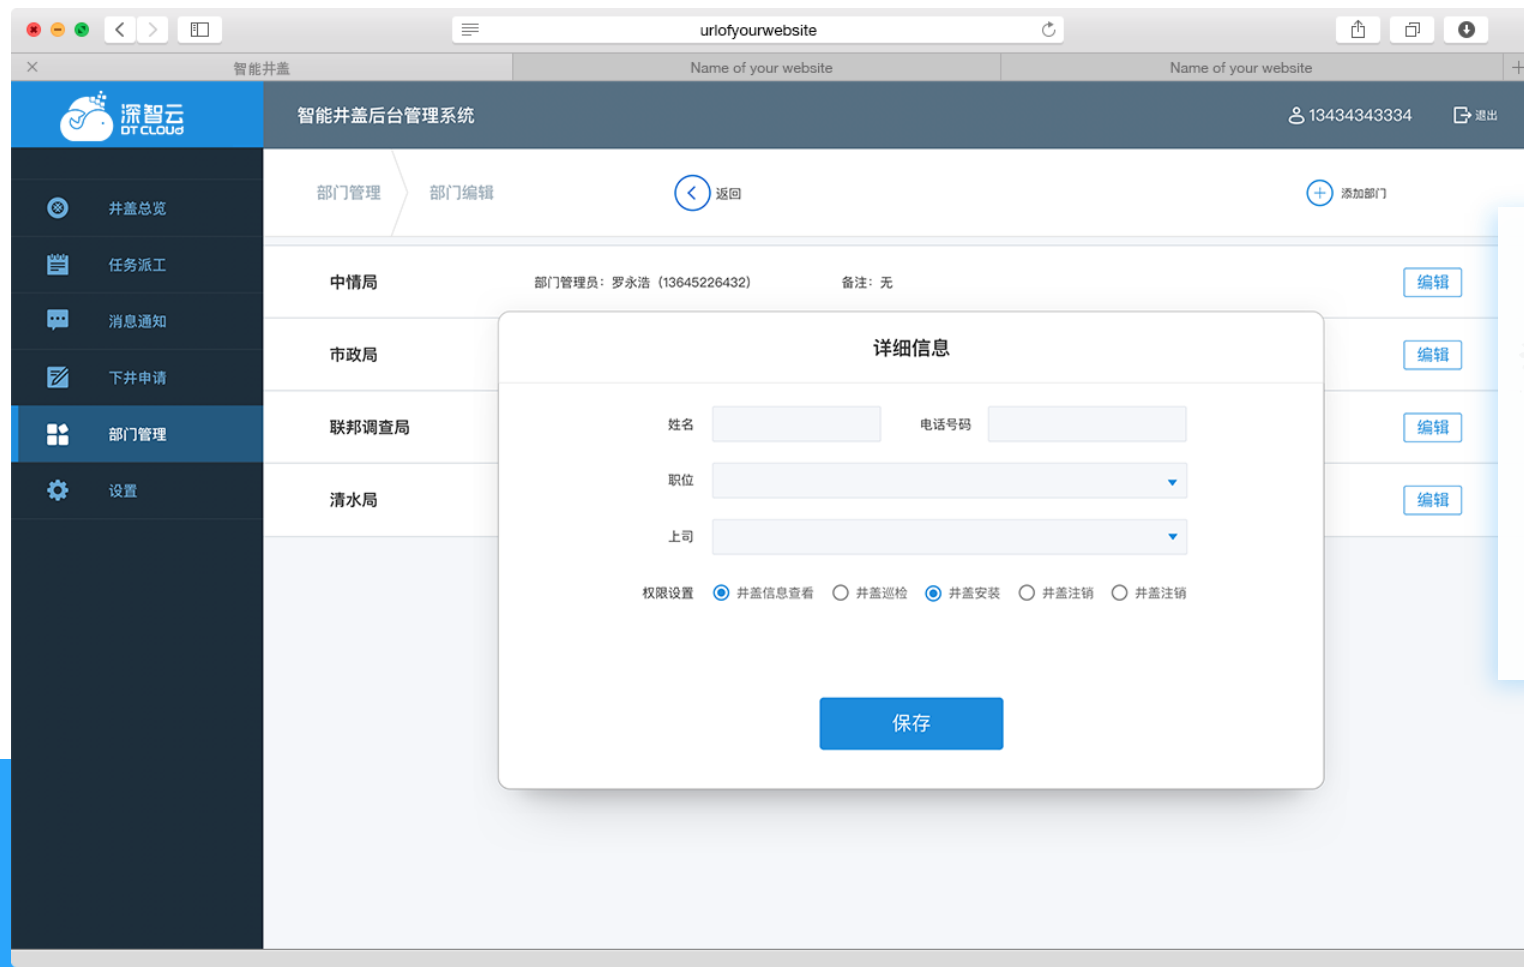 urlofyourwebsite
智能井盖
Name of your website
Name of your website
深智云
DT CLOUD
智能井盖后台管理系统
13434343334
退出
部门管理
部门编辑
返回
添加部门
井盖总览
任务派工
消息通知
下井申请
部门管理
设置
中情局
部门管理员：罗永浩（13645226432）
备注：无
编辑
市政局
编辑
联邦调查局
编辑
清水局
编辑
详细信息
姓名
电话号码
职位
上司
权限设置
井盖信息查看
井盖巡检
井盖安装
井盖注销
井盖注销
保存